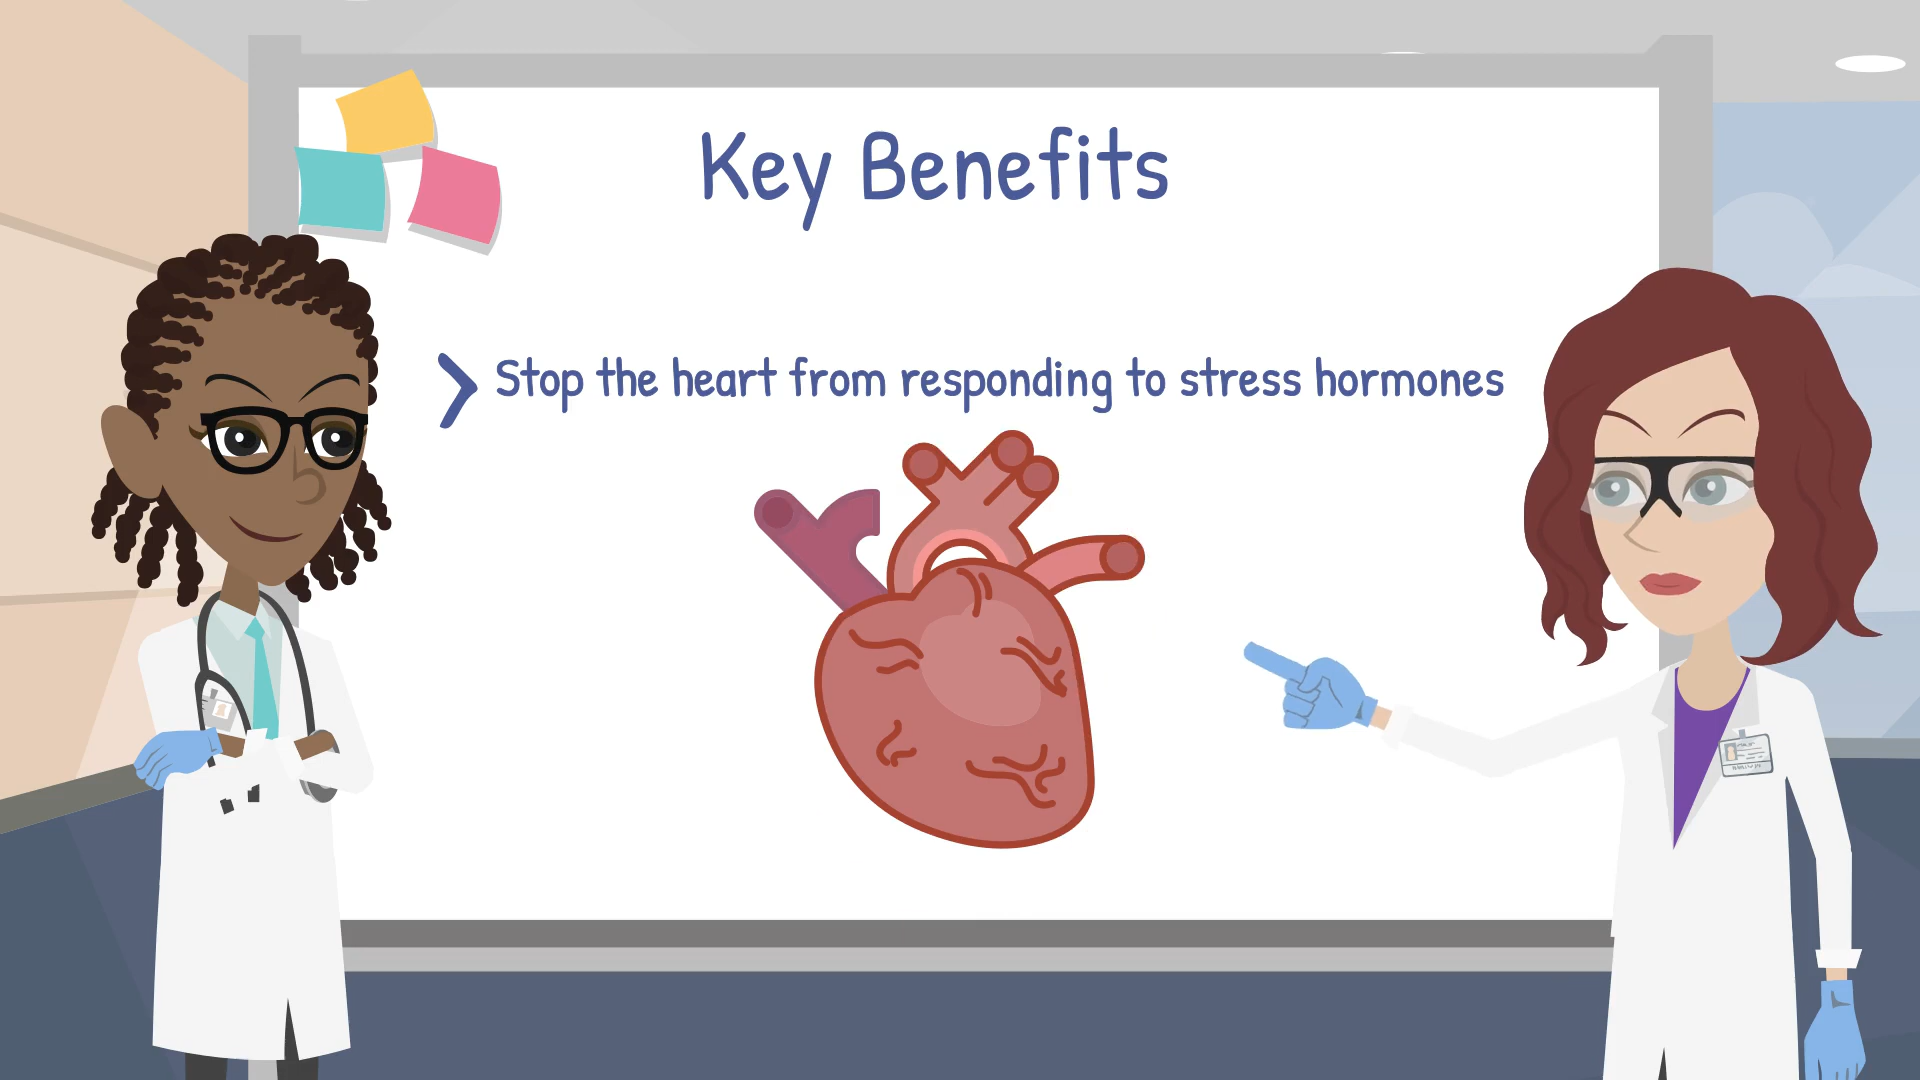 Key Benefits
Stop the heart from responding to stress hormones